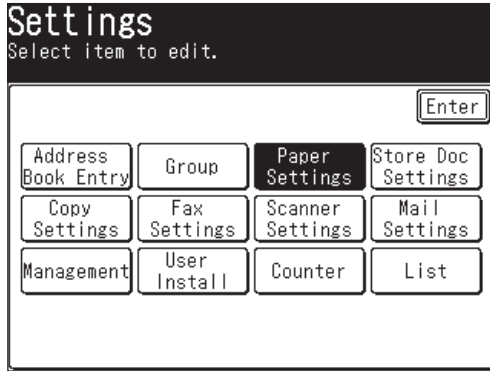 Settings
Select item to edit.
Enter
Address
Book Entry
Group
Paper
Settings
Store Doc
Settings
Copy
Settings
Fax
Settings
Scanner
Settings
Mail
Settings
Management
User
Install
Counter
List